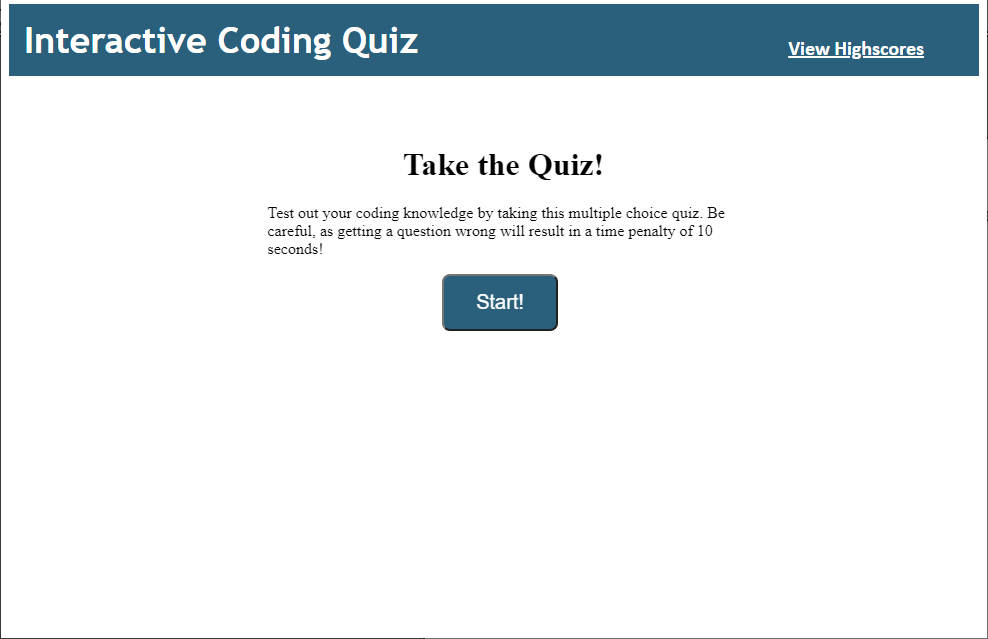 Interactive Coding Quiz
View Highscores
Take the Quiz!
Test out your coding knowledge by taking this multiple choice quiz. Be
careful, as getting a question wrong will result in a time penalty of 10
seconds!
Start!